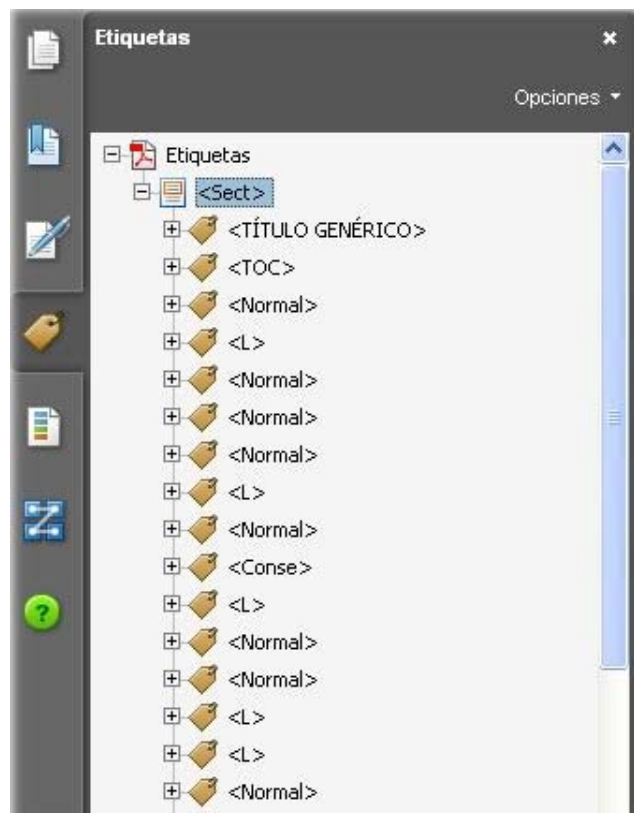 Etiquetas
Opciones
Etiquetas
<Sect>
<TÍTULO GENÉRICO>
<TOC>
<Normal>
<L>
<Normal>
<Normal>
<Normal>
<L>
<Normal>
<Conse>
<L>
<Normal>
<Normal>
<L>
<L>
<Normal>